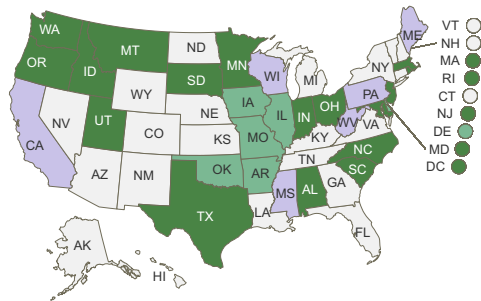 WA
MT
ND
MN
ME
VT
NH
OR
ID
SD
WI
MI
NY
MA
RI
WY
CT
NV
UT
NE
IA
IL
IN
OH
PA
NJ
CA
CO
KS
MO
KY
WV
VA
DE
AZ
NM
OK
AR
TN
NC
MD
SC
DC
TX
LA
MS
AL
GA
FL
AK
HI